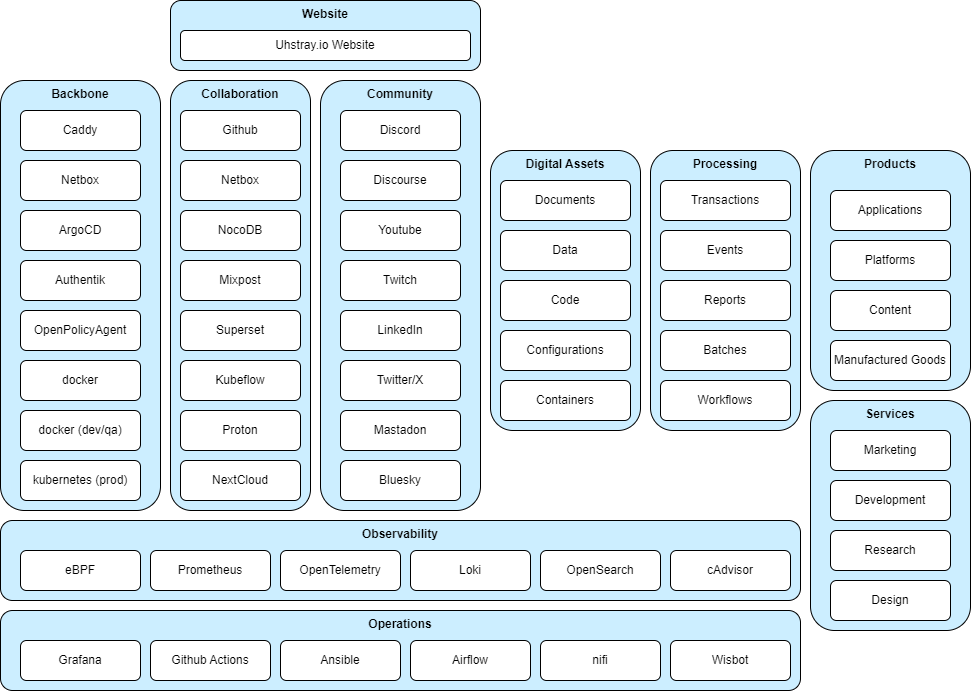 Website
Uhstray.io Website
Backbone
Caddy
Netbox
ArgoCD
Authentik
OpenPolicyAgent
docker
docker (dev/qa)
kubernetes (prod)
Collaboration
Github
Netbox
NocoDB
Mixpost
Superset
Kubeflow
Proton
NextCloud
Community
Discord
Discourse
Youtube
Twitch
LinkedIn
Twitter/X
Mastadon
Bluesky
Digital Assets
Documents
Data
Code
Configurations
Containers
Processing
Transactions
Events
Reports
Batches
Workflows
Products
Applications
Platforms
Content
Manufactured Goods
Services
Marketing
Development
Research
Design
Observability
eBPF
Prometheus
OpenTelemetry
Loki
OpenSearch
cAdvisor
Operations
Grafana
Github Actions
Ansible
Airflow
nifi
Wisbot